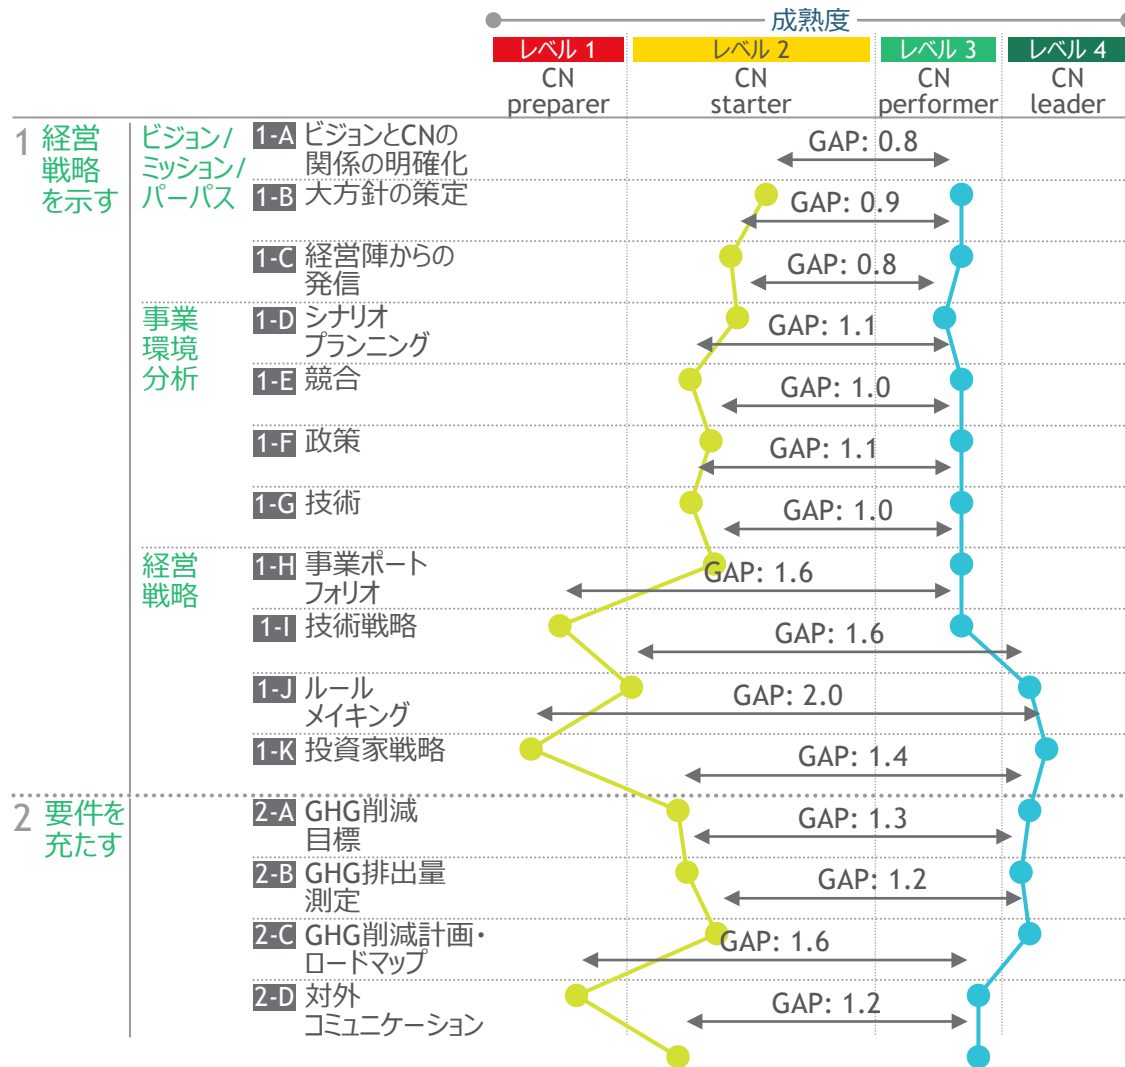 成熟度
レベル 1
レベル 2
レベル 3
レベル 4
CN
preparer
CN
starter
CN
performer
CN
leader
1 経営
戦略
を示す
ビジョン/
ミッション/
パーパス
1-A ビジョンとCNの
関係の明確化
GAP: 0.8
1-B 大方針の策定
GAP: 0.9
1-C 経営陣からの
発信
GAP: 0.8
事業
環境
分析
1-D シナリオ
プランニング
GAP: 1.1
1-E 競合
GAP: 1.0
1-F 政策
GAP: 1.1
1-G 技術
GAP: 1.0
経営
戦略
1-H 事業ポート
フォリオ
GAP: 1.6
1-I 技術戦略
GAP: 1.6
1-J ルール
メイキング
GAP: 2.0
1-K 投資家戦略
GAP: 1.4
2 要件を
充たす
2-A GHG削減
目標
GAP: 1.3
2-B GHG排出量
測定
GAP: 1.2
2-C GHG削減計画・
ロードマップ
GAP: 1.6
2-D 対外
コミュニケーション
GAP: 1.2